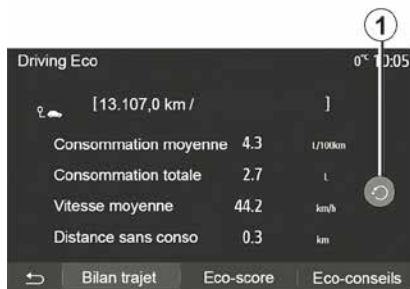 1
Driving Eco 0°C 10:05
[13.107,0 km / ]
Consommation moyenne 4.3 L/100km
Consommation totale 2.7 L
Vitesse moyenne 44.2 km/h
Distance sans conso 0.3 km
Bilan trajet Eco-score Eco-conseils